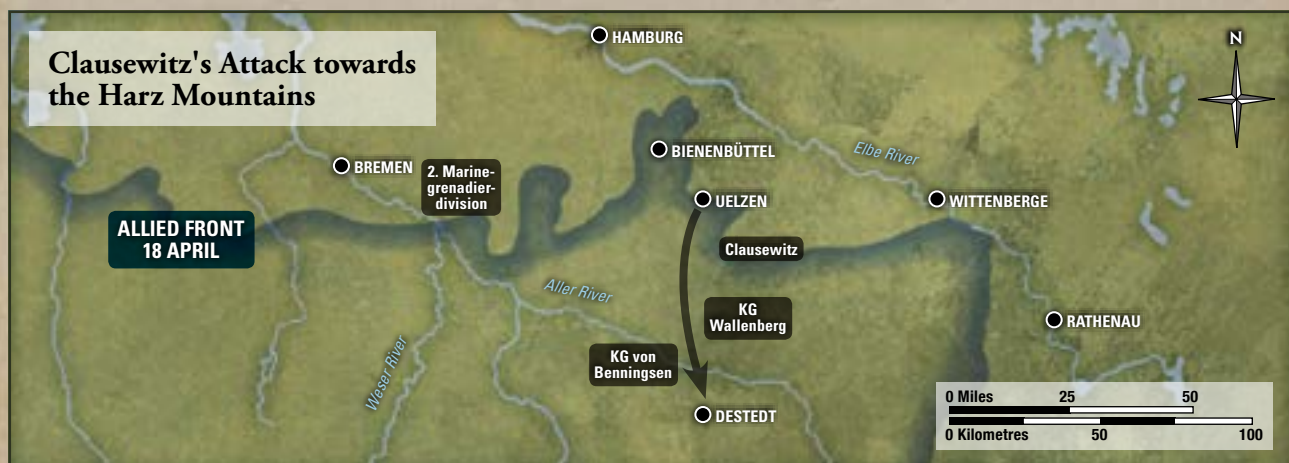 Clausewitz's Attack towards
the Harz Mountains
HAMBURG
N
BREMEN
2. Marine-
grenadier-
division
BIENENBÜTTEL
Elbe River
UELZEN
WITTENBERGE
ALLIED FRONT
18 APRIL
Clausewitz
Aller River
KG
Wallenberg
RATHENAU
Weser River
KG von
Benningsen
DESTEDT
0 Miles 25 50
0 Kilometres 50 100